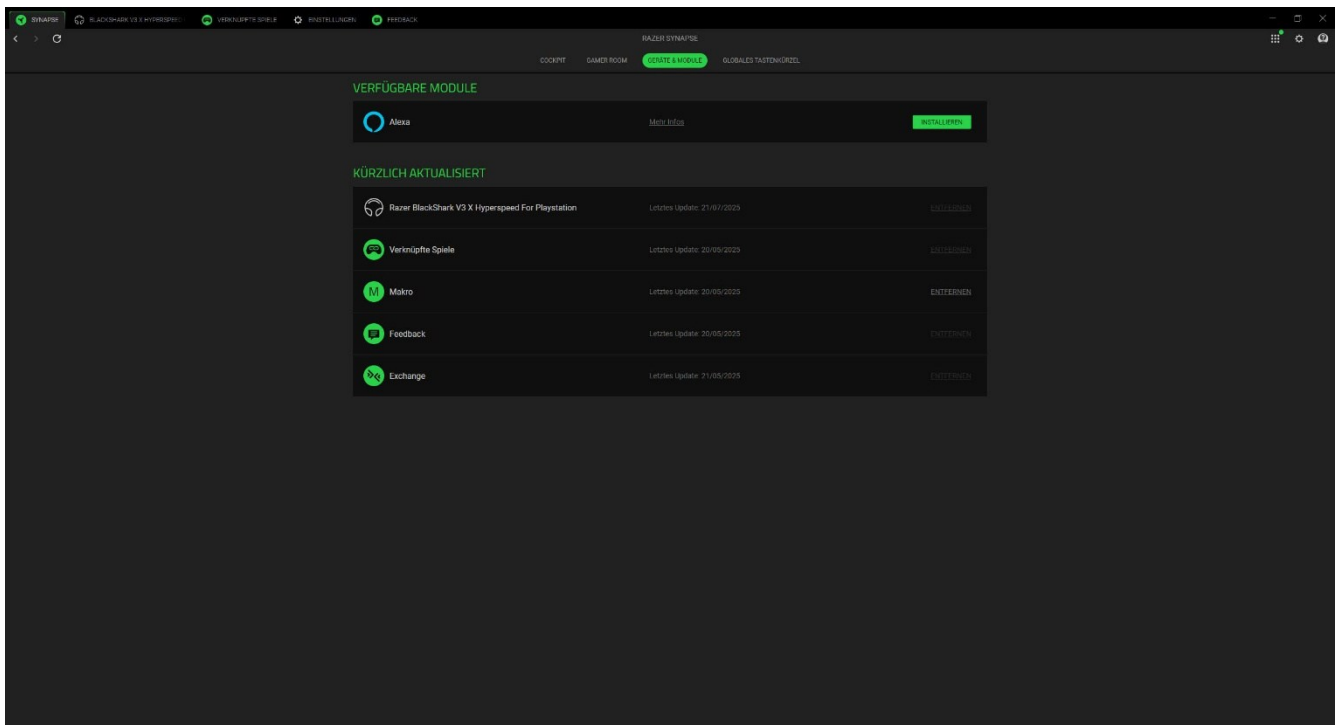 SYNAPSE
BLACKSHARK V3 X HYPERSPEED
VERKNÜPFTE SPIELE
EINSTELLUNGEN
FEEDBACK
RAZER SYNAPSE
COCKPIT
GAMER ROOM
GERÄTE & MODULE
GLOBALES TASTENKÜRZEL
VERFÜGBARE MODULE
Alexa
Mehr Infos
INSTALLIEREN
KÜRZLICH AKTUALISIERT
Razer BlackShark V3 X Hyperspeed For Playstation
Letztes Update: 21/07/2025
ENTFERNEN
Verknüpfte Spiele
Letztes Update: 20/05/2025
ENTFERNEN
M
Makro
Letztes Update: 20/05/2025
ENTFERNEN
Feedback
Letztes Update: 20/05/2025
ENTFERNEN
Exchange
Letztes Update: 21/05/2025
ENTFERNEN